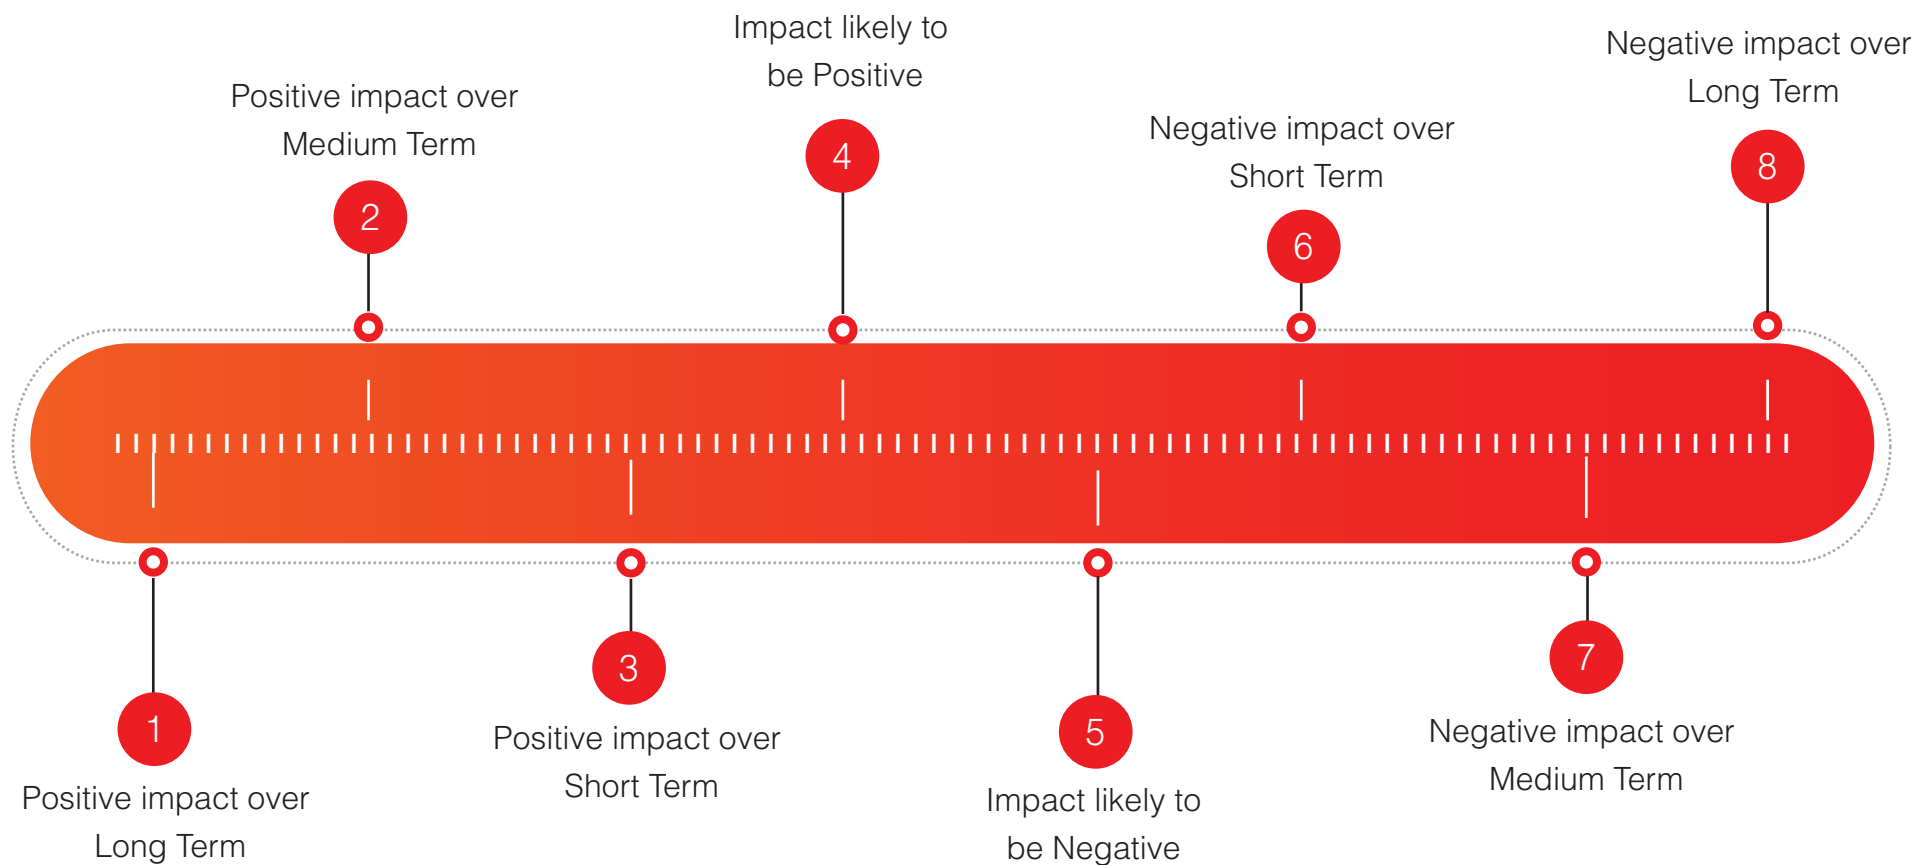 1
Positive impact over
Long Term
2
Positive impact over
Medium Term
3
Positive impact over
Short Term
4
Impact likely to
be Positive
5
Impact likely to
be Negative
6
Negative impact over
Short Term
7
Negative impact over
Medium Term
8
Negative impact over
Long Term